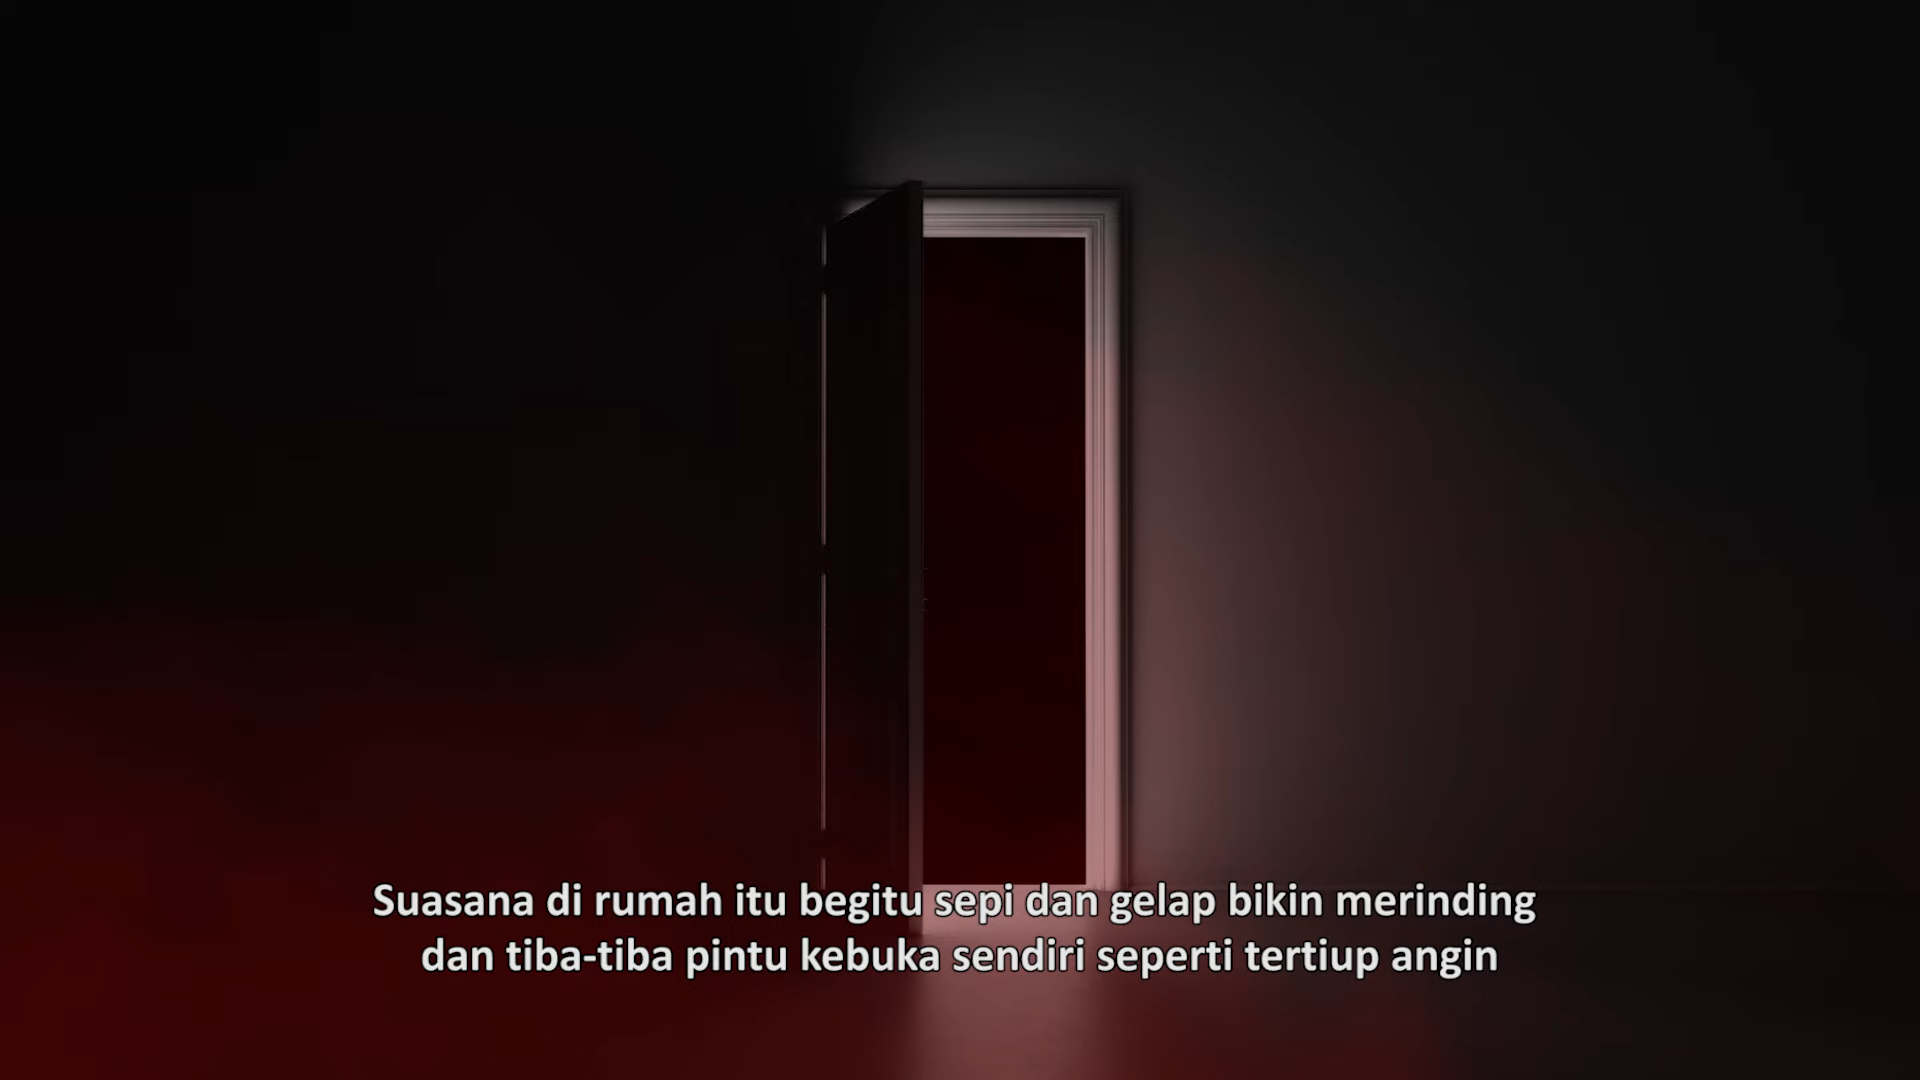 Suasana di rumah itu begitu sepi dan gelap bikin merinding
dan tiba-tiba pintu kebuka sendiri seperti tertiup angin